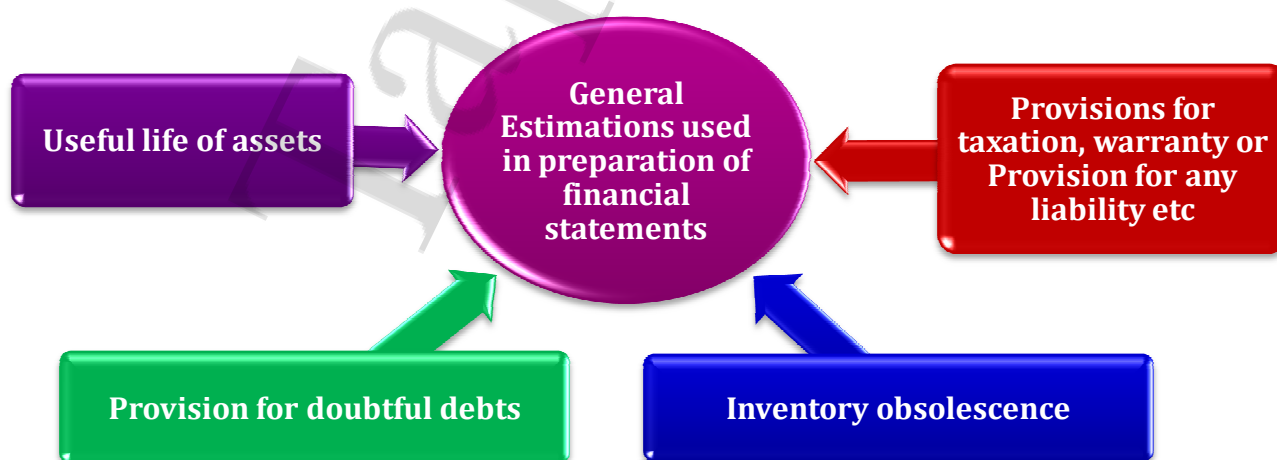 General
Estimations used
in preparation of
financial
statements
Useful life of assets
Provisions for
taxation, warranty or
Provision for any
liability etc
Provision for doubtful debts
Inventory obsolescence